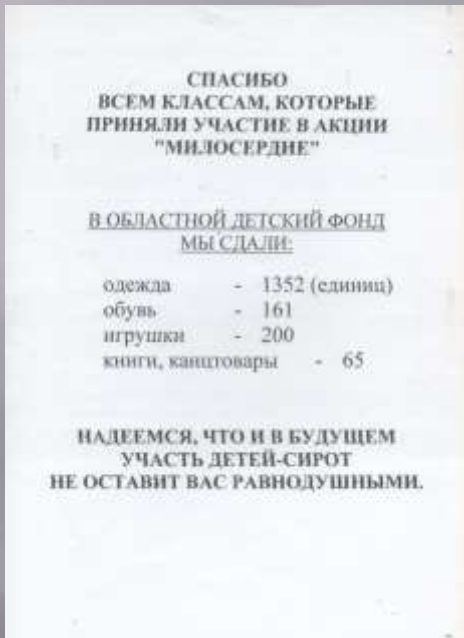 СПАСИБО
ВСЕМ КЛАССАМ, КОТОРЫЕ
ПРИНЯЛИ УЧАСТИЕ В АКЦИИ
"МИЛОСЕРДИЕ"
В ОБЛАСТНОЙ ДЕТСКИЙ ФОНД
МЫ СДАЛИ:
одежда - 1352 (единиц)
обувь - 161
игрушки - 200
книги, канцтовары - 65
НАДЕЕМСЯ, ЧТО И В БУДУЩЕМ
УЧАСТЬ ДЕТЕЙ-СИРОТ
НЕ ОСТАВИТ ВАС РАВНОДУШНЫМИ.